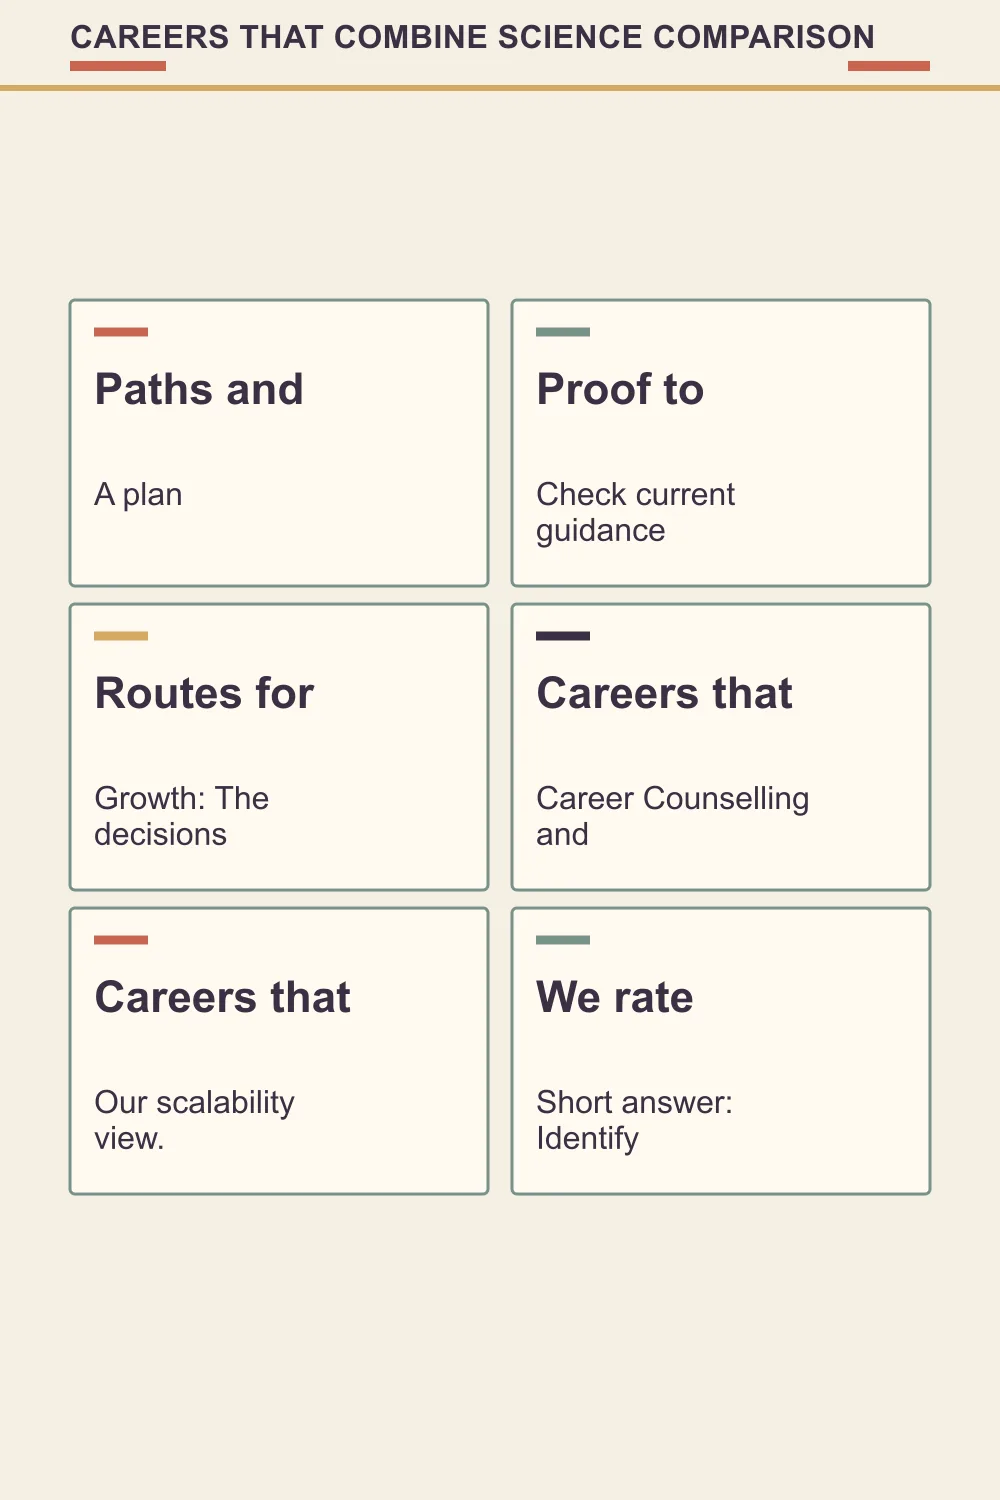 CAREERS THAT COMBINE SCIENCE COMPARISON
Paths and
A plan
Proof to
Check current
guidance
Routes for
Growth: The
decisions
Careers that
Career Counselling
and
Careers that
Our scalability
view.
We rate
Short answer:
Identify